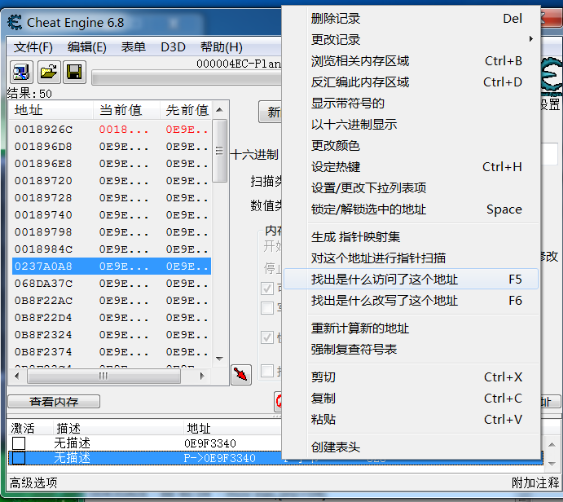 Cheat Engine 6.8
文件(F) 编辑(E) 表单 D3D 帮助(H)
000004EC-Plan
结果:50
地址 当前值 先前值
0018926C 0018... 0E9E..
001896D8 0E9E... 0E9E..
001896E8 0E9E... 0E9E..
00189720 0E9E... 0E9E..
00189728 0E9E... 0E9E..
00189740 0E9E... 0E9E..
00189798 0E9E... 0E9E..
0018984C 0E9E... 0E9E..
0237A0A8 0E9E... 0E9E..
068DA37C 0E9E... 0E9E..
0B8F22AC 0E9E... 0E9E..
0B8F22D4 0E9E... 0E9E..
0B8F2324 0E9E... 0E9E..
0B8F2374 0E9E... 0E9E..
新
十六进制
扫描类
数值类
内存
开始
停止
设置
修改
删除记录 Del
更改记录
浏览相关内存区域 Ctrl+B
反汇编此内存区域 Ctrl+D
显示带符号的
以十六进制显示
更改颜色
设定热键 Ctrl+H
设置/更改下拉列表项
锁定/解锁选中的地址 Space
生成 指针映射集
对这个地址进行指针扫描
找出是什么访问了这个地址 F5
找出是什么改写了这个地址 F6
重新计算新的地址
强制复查符号表
剪切 Ctrl+X
复制 Ctrl+C
粘贴 Ctrl+V
创建表头
查看内存
址
激活 描述 地址
无描述 0E9F3340
无描述 P->0E9F3340
高级选项 附加注释